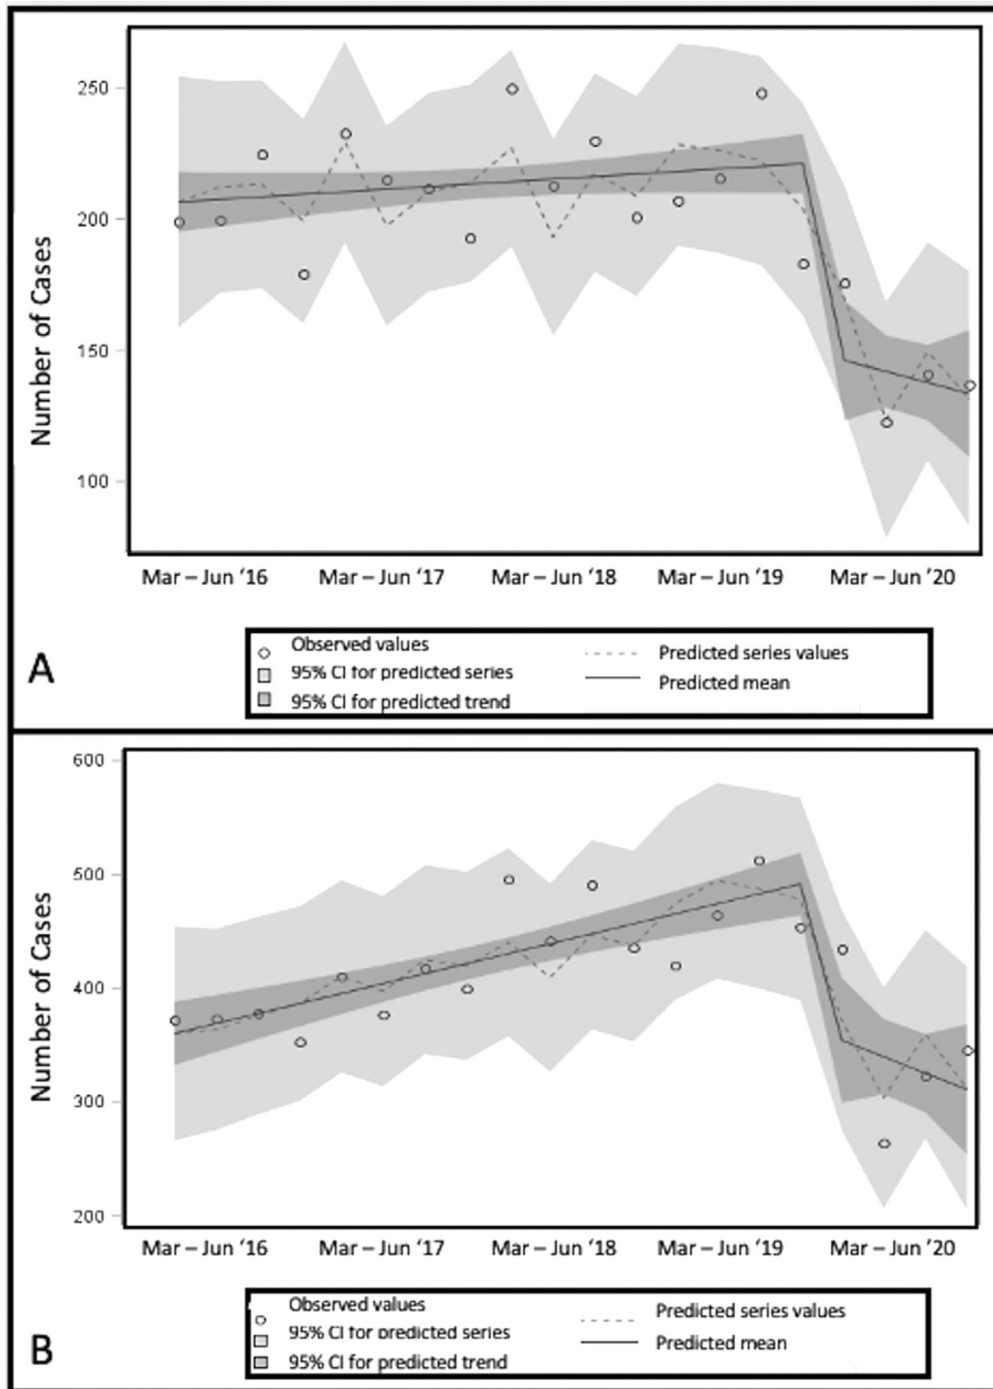 250
200
150
100
Number of Cases
Mar – Jun ‘16 Mar – Jun ‘17 Mar – Jun ‘18 Mar – Jun ‘19 Mar – Jun ‘20
A
Observed values
95% CI for predicted series
95% CI for predicted trend
Predicted series values
Predicted mean
600
500
400
300
200
Number of Cases
Mar – Jun ‘16 Mar – Jun ‘17 Mar – Jun ‘18 Mar – Jun ‘19 Mar – Jun ‘20
B
Observed values
95% CI for predicted series
95% CI for predicted trend
Predicted series values
Predicted mean